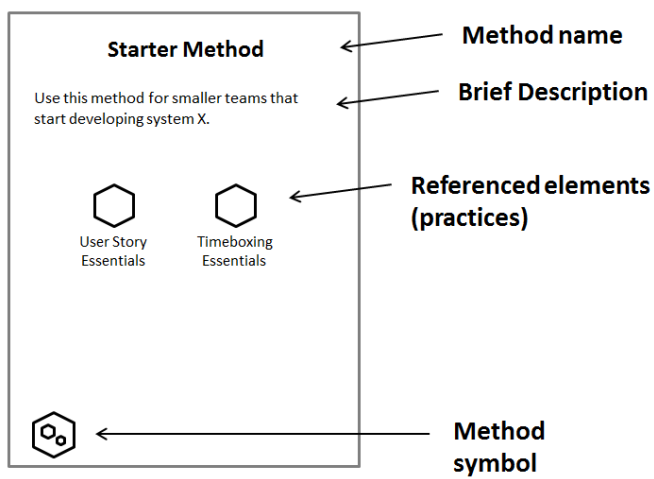 Starter Method
Method name
Use this method for smaller teams that
start developing system X.
Brief Description
Referenced elements
(practices)
User Story
Essentials
Timeboxing
Essentials
Method
symbol